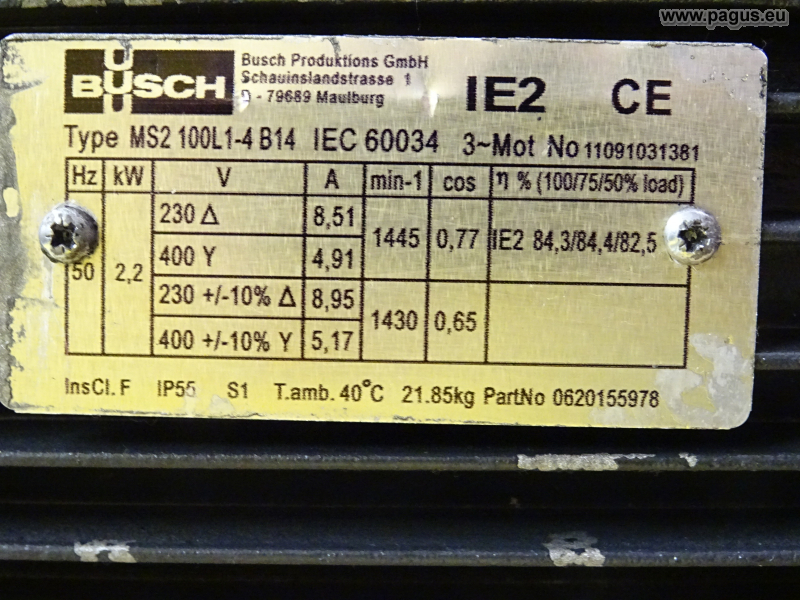 www.pagus.eu
BUSCH
Busch Produktions GmbH
Schauinslandstrasse 1
D - 79689 Maulburg
IE2 CE
Type MS2 100L1-4 B14 IEC 60034 3~Mot No 11091031381
Hz kW V A min-1 cos η % (100/75/50% load)
50 2,2 230 Δ 8,51 1445 0,77 IE2 84,3/84,4/82,5
400 Y 4,91
230 +/-10% Δ 8,95 1430 0,65
400 +/-10% Y 5,17
InsCl. F IP55 S1 T.amb. 40°C 21.85kg PartNo 0620155978